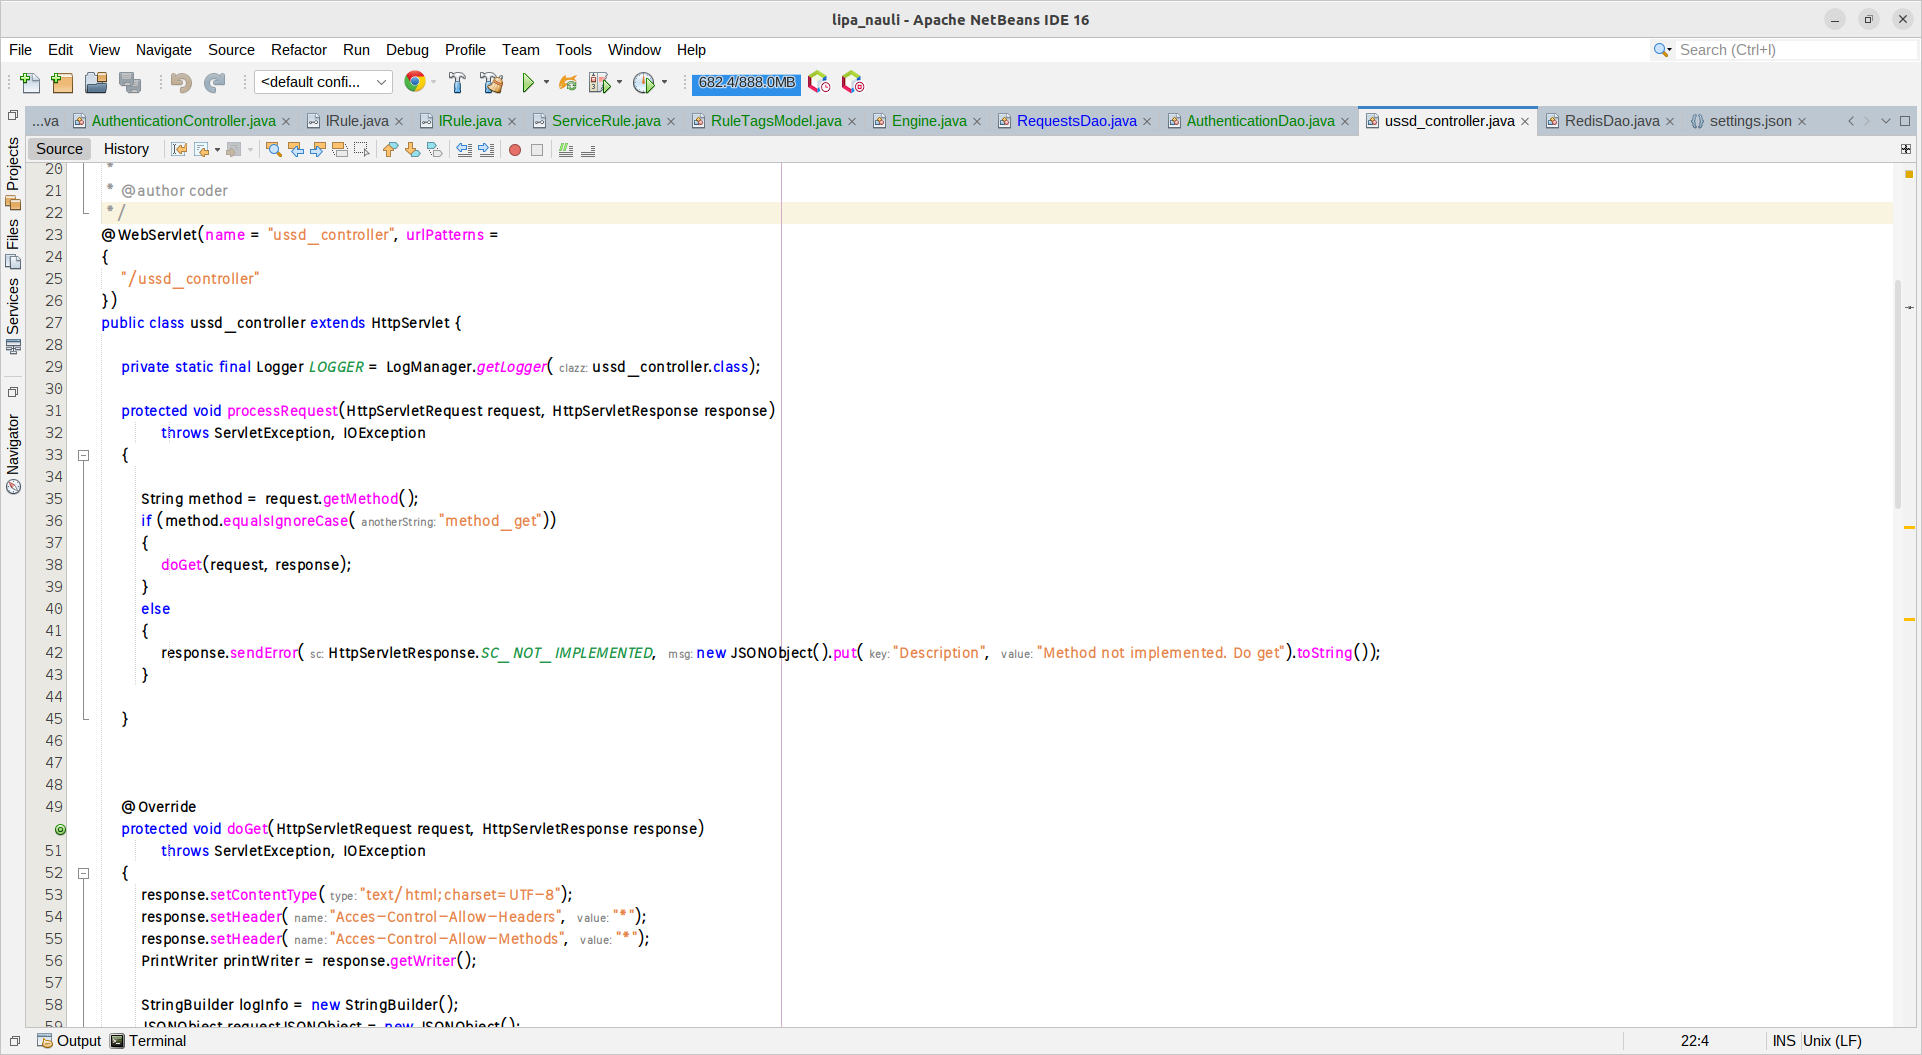 lipa_nauli - Apache NetBeans IDE 16
File Edit View Navigate Source Refactor Run Debug Profile Team Tools Window Help
Search (Ctrl+I)
<default confi...
682.4/888.0MB
...va AuthenticationController.java IRule.java IRule.java ServiceRule.java RuleTagsModel.java Engine.java RequestsDao.java AuthenticationDao.java ussd_controller.java RedisDao.java settings.json
Source History
Projects
Files
Services
Navigator
20 *
21 * @author coder
22 */
23 @WebServlet(name = "ussd_controller", urlPatterns =
24 {
25 "/ussd_controller"
26 })
27 public class ussd_controller extends HttpServlet {
28
29 private static final Logger LOGGER = LogManager.getLogger( clazz: ussd_controller.class);
30
31 protected void processRequest(HttpServletRequest request, HttpServletResponse response)
32 throws ServletException, IOException
33 {
34
35 String method = request.getMethod();
36 if (method.equalsIgnoreCase( anotherString: "method_get"))
37 {
38 doGet(request, response);
39 }
40 else
41 {
42 response.sendError( sc: HttpServletResponse.SC_NOT_IMPLEMENTED, msg: new JSONObject().put( key: "Description", value: "Method not implemented. Do get").toString());
43 }
44
45 }
46
47
48
49 @Override
protected void doGet(HttpServletRequest request, HttpServletResponse response)
51 throws ServletException, IOException
52 {
53 response.setContentType( type: "text/html;charset=UTF-8");
54 response.setHeader( name: "Acces-Control-Allow-Headers", value: "*");
55 response.setHeader( name: "Acces-Control-Allow-Methods", value: "*");
56 PrintWriter printWriter = response.getWriter();
57
58 StringBuilder logInfo = new StringBuilder();
59 JSONObject requestJSONObject = new JSONObject();
Output Terminal
22:4 INS Unix (LF)